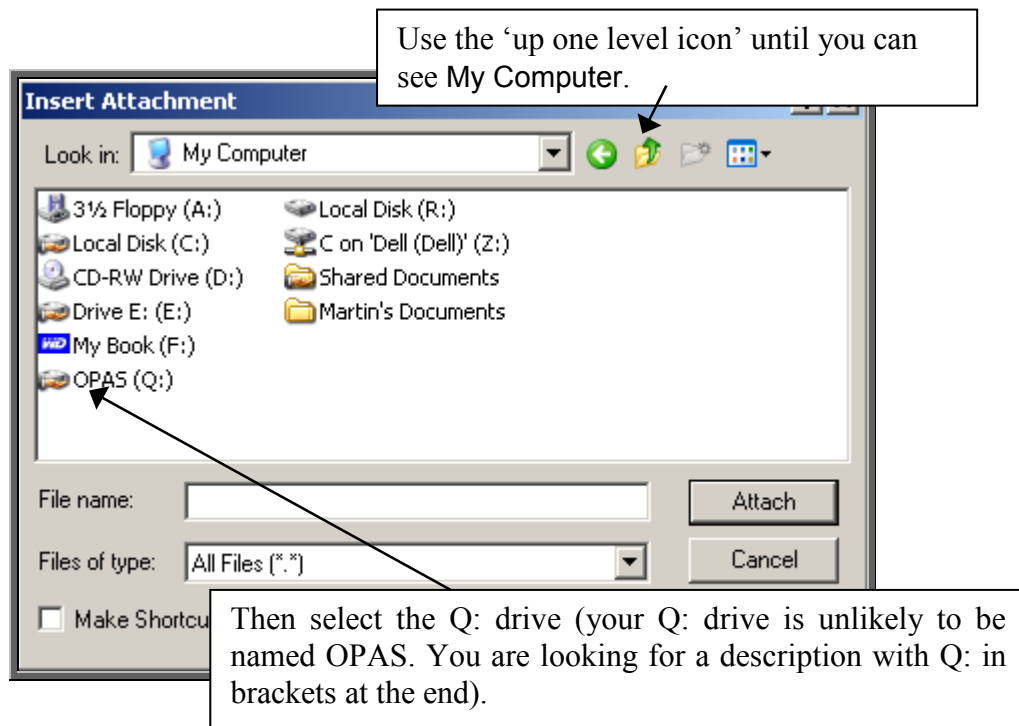 Use the ‘up one level icon’ until you can
see My Computer.
Insert Attachment
Look in: My Computer
3½ Floppy (A:)
Local Disk (C:)
CD-RW Drive (D:)
Drive E: (E:)
WD My Book (F:)
OPAS (Q:)
Local Disk (R:)
C on 'Dell (Dell)' (Z:)
Shared Documents
Martin's Documents
File name:
Attach
Files of type: All Files (*.*)
Cancel
Make Shortcu
Then select the Q: drive (your Q: drive is unlikely to be
named OPAS. You are looking for a description with Q: in
brackets at the end).